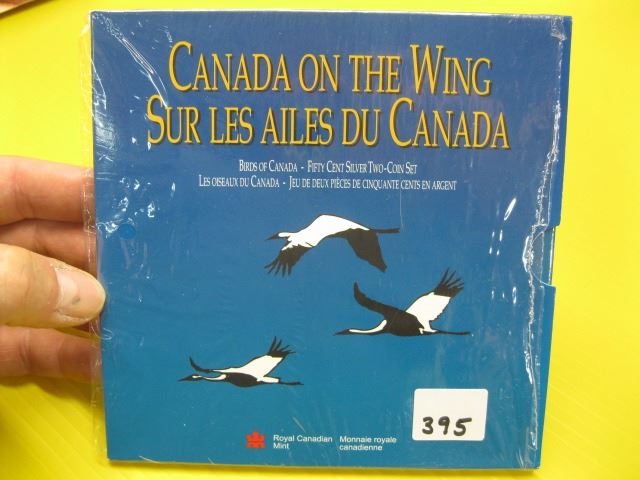 CANADA ON THE WING
SUR LES AILES DU CANADA
BIRDS OF CANADA - FIFTY CENT SILVER TWO-COIN SET
LES OISEAUX DU CANADA - JEU DE DEUX PIÈCES DE CINQUANTE CENTS EN ARGENT
395
Royal Canadian Mint
Monnaie royale canadienne